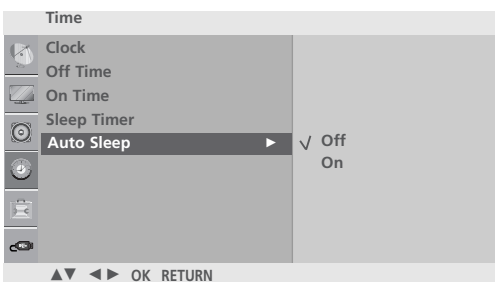 Time
Clock
Off Time
On Time
Sleep Timer
Auto Sleep ►
√ Off
On
▲▼ ◄► OK RETURN